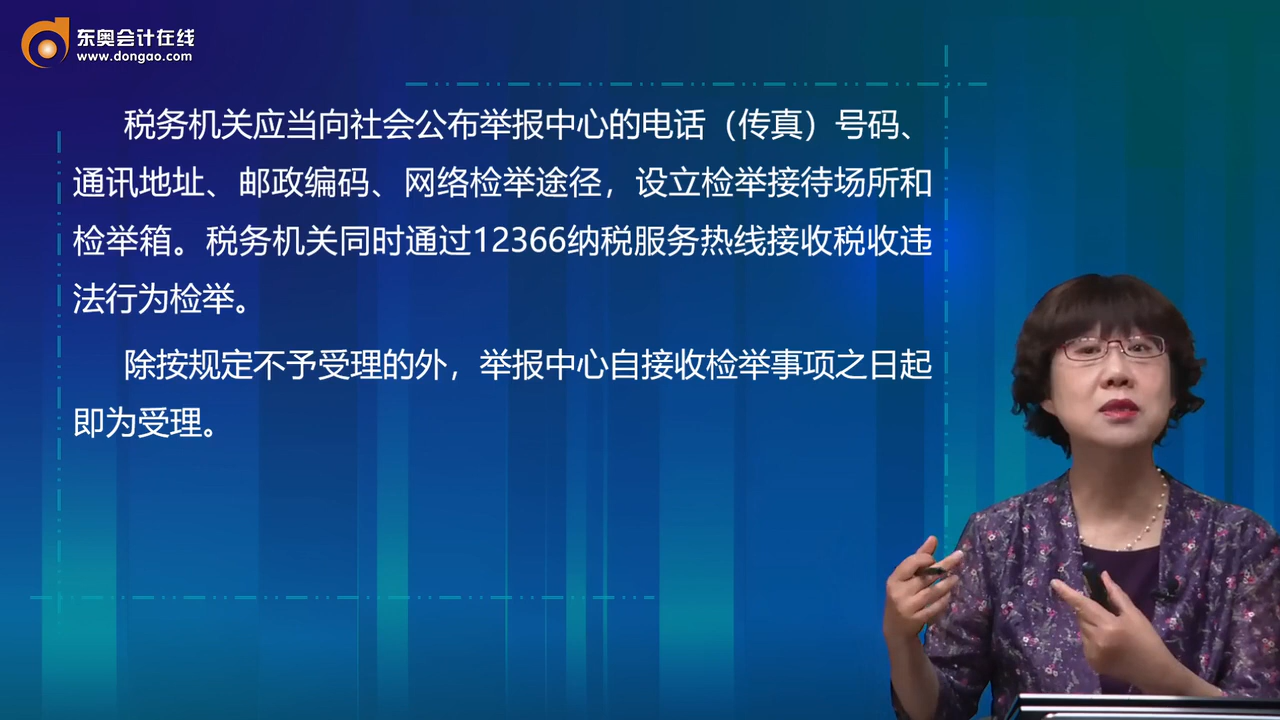 东奥会计在线
www.dongao.com
税务机关应当向社会公布举报中心的电话（传真）号码、
通讯地址、邮政编码、网络检举途径，设立检举接待场所和
检举箱。税务机关同时通过12366纳税服务热线接收税收违
法行为检举。
除按规定不予受理的外，举报中心自接收检举事项之日起
即为受理。